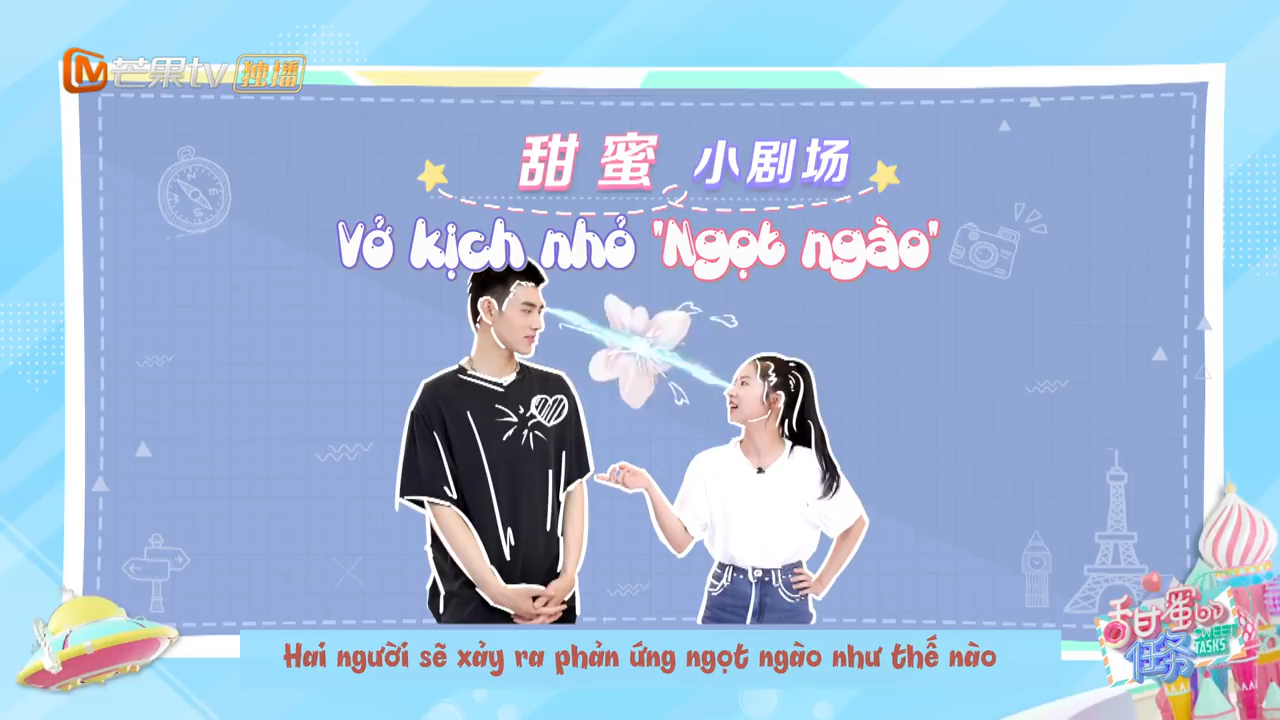 芒果tv 独播
甜蜜 小剧场
Vở kịch nhỏ "Ngọt ngào"
Hai người sẽ xảy ra phản ứng ngọt ngào như thế nào
甜蜜的
任务
SWEET
TASKS